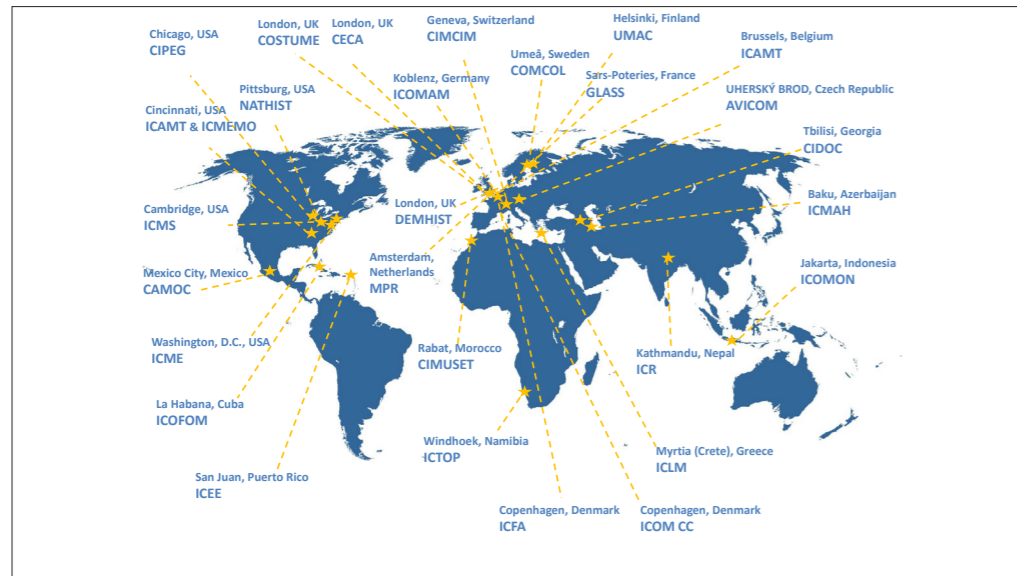 Chicago, USA
CIPEG
London, UK
COSTUME
London, UK
CECA
Geneva, Switzerland
CIMCIM
Helsinki, Finland
UMAC
Brussels, Belgium
ICAMT
Umeå, Sweden
COMCOL
Koblenz, Germany
ICOMAM
Sars-Poteries, France
GLASS
Pittsburg, USA
NATHIST
UHERSKÝ BROD, Czech Republic
AVICOM
Cincinnati, USA
ICAMT & ICMEMO
Tbilisi, Georgia
CIDOC
Baku, Azerbaijan
ICMAH
Cambridge, USA
ICMS
London, UK
DEMHIST
Amsterdam,
Netherlands
MPR
Jakarta, Indonesia
ICOMON
Mexico City, Mexico
CAMOC
Washington, D.C., USA
ICME
Rabat, Morocco
CIMUSET
Kathmandu, Nepal
ICR
La Habana, Cuba
ICOFOM
Windhoek, Namibia
ICTOP
Myrtia (Crete), Greece
ICLM
San Juan, Puerto Rico
ICEE
Copenhagen, Denmark
ICFA
Copenhagen, Denmark
ICOM CC